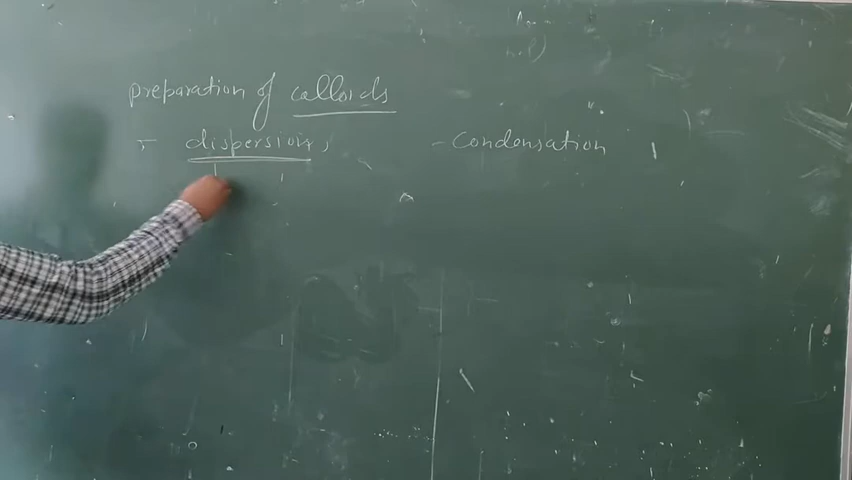 preparation of colloids
- dispersion, - Condensation